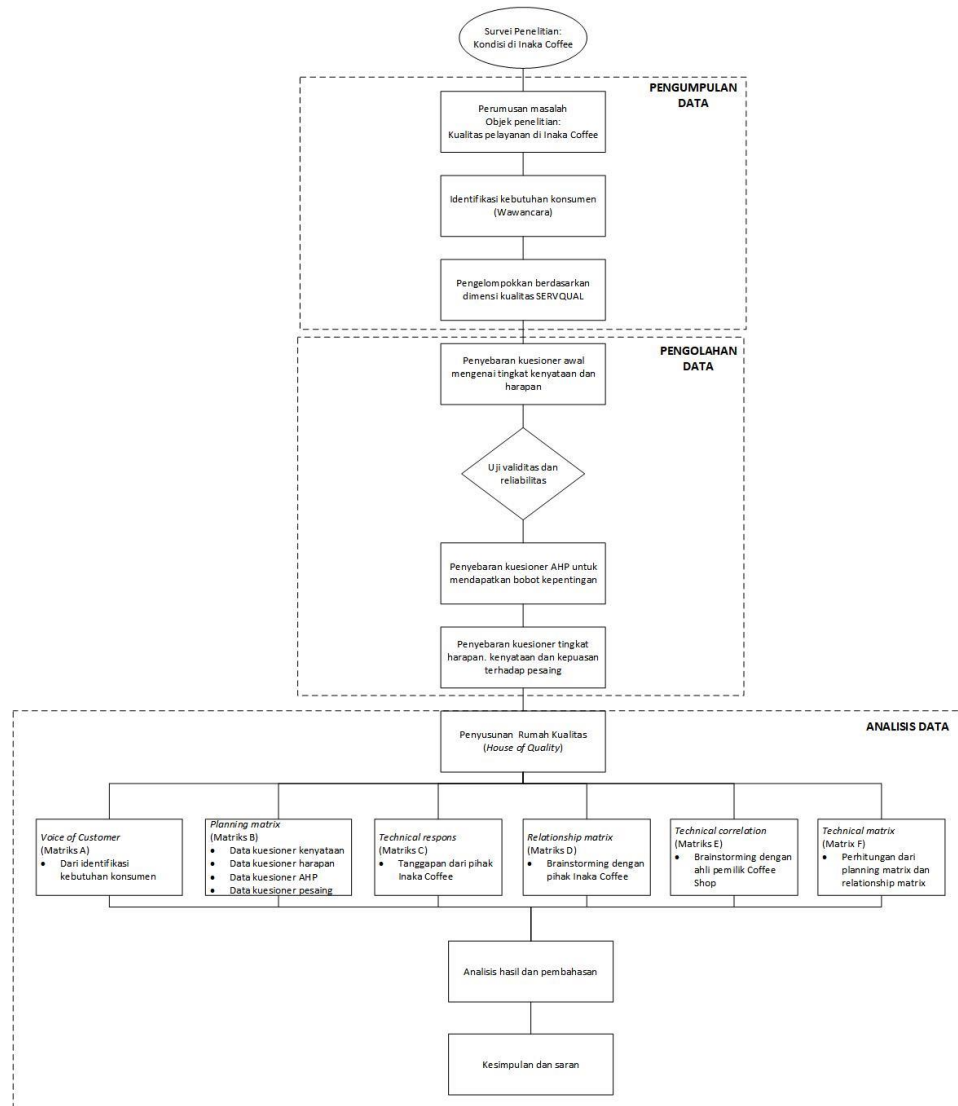 Survei Penelitian:
Kondisi di Inaka Coffee
PENGUMPULAN
DATA
Perumusan masalah
Objek penelitian:
Kualitas pelayanan di Inaka Coffee
Identifikasi kebutuhan konsumen
(Wawancara)
Pengelompokkan berdasarkan
dimensi kualitas SERVQUAL
PENGOLAHAN
DATA
Penyebaran kuesioner awal
mengenai tingkat kenyataan dan
harapan
Uji validitas dan
reliabilitas
Penyebaran kuesioner AHP untuk
mendapatkan bobot kepentingan
Penyebaran kuesioner tingkat
harapan. kenyataan dan kepuasan
terhadap pesaing
ANALISIS DATA
Penyusunan Rumah Kualitas
(House of Quality)
Voice of Customer
(Matriks A)
• Dari identifikasi
kebutuhan konsumen
Planning matrix
(Matriks B)
• Data kuesioner kenyataan
• Data kuesioner harapan
• Data kuesioner AHP
• Data kuesioner pesaing
Technical respons
(Matriks C)
• Tanggapan dari pihak
Inaka Coffee
Relationship matrix
(Matriks D)
• Brainstorming dengan
pihak Inaka Coffee
Technical correlation
(Matriks E)
• Brainstorming dengan
ahli pemilik Coffee
Shop
Technical matrix
(Matrix F)
• Perhitungan dari
planning matrix dan
relationship matrix
Analisis hasil dan pembahasan
Kesimpulan dan saran